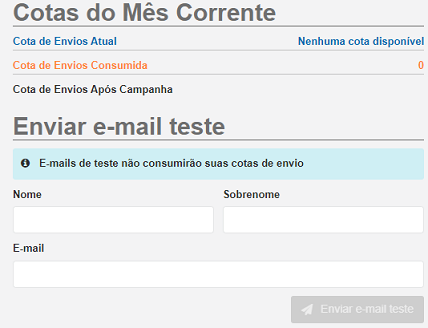 Cotas do Mês Corrente
Cota de Envios Atual Nenhuma cota disponível
Cota de Envios Consumida 0
Cota de Envios Após Campanha
Enviar e-mail teste
E-mails de teste não consumirão suas cotas de envio
Nome Sobrenome
E-mail
Enviar e-mail teste